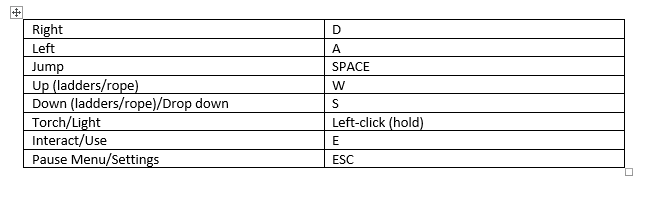 Right D
Left A
Jump SPACE
Up (ladders/rope) W
Down (ladders/rope)/Drop down S
Torch/Light Left-click (hold)
Interact/Use E
Pause Menu/Settings ESC